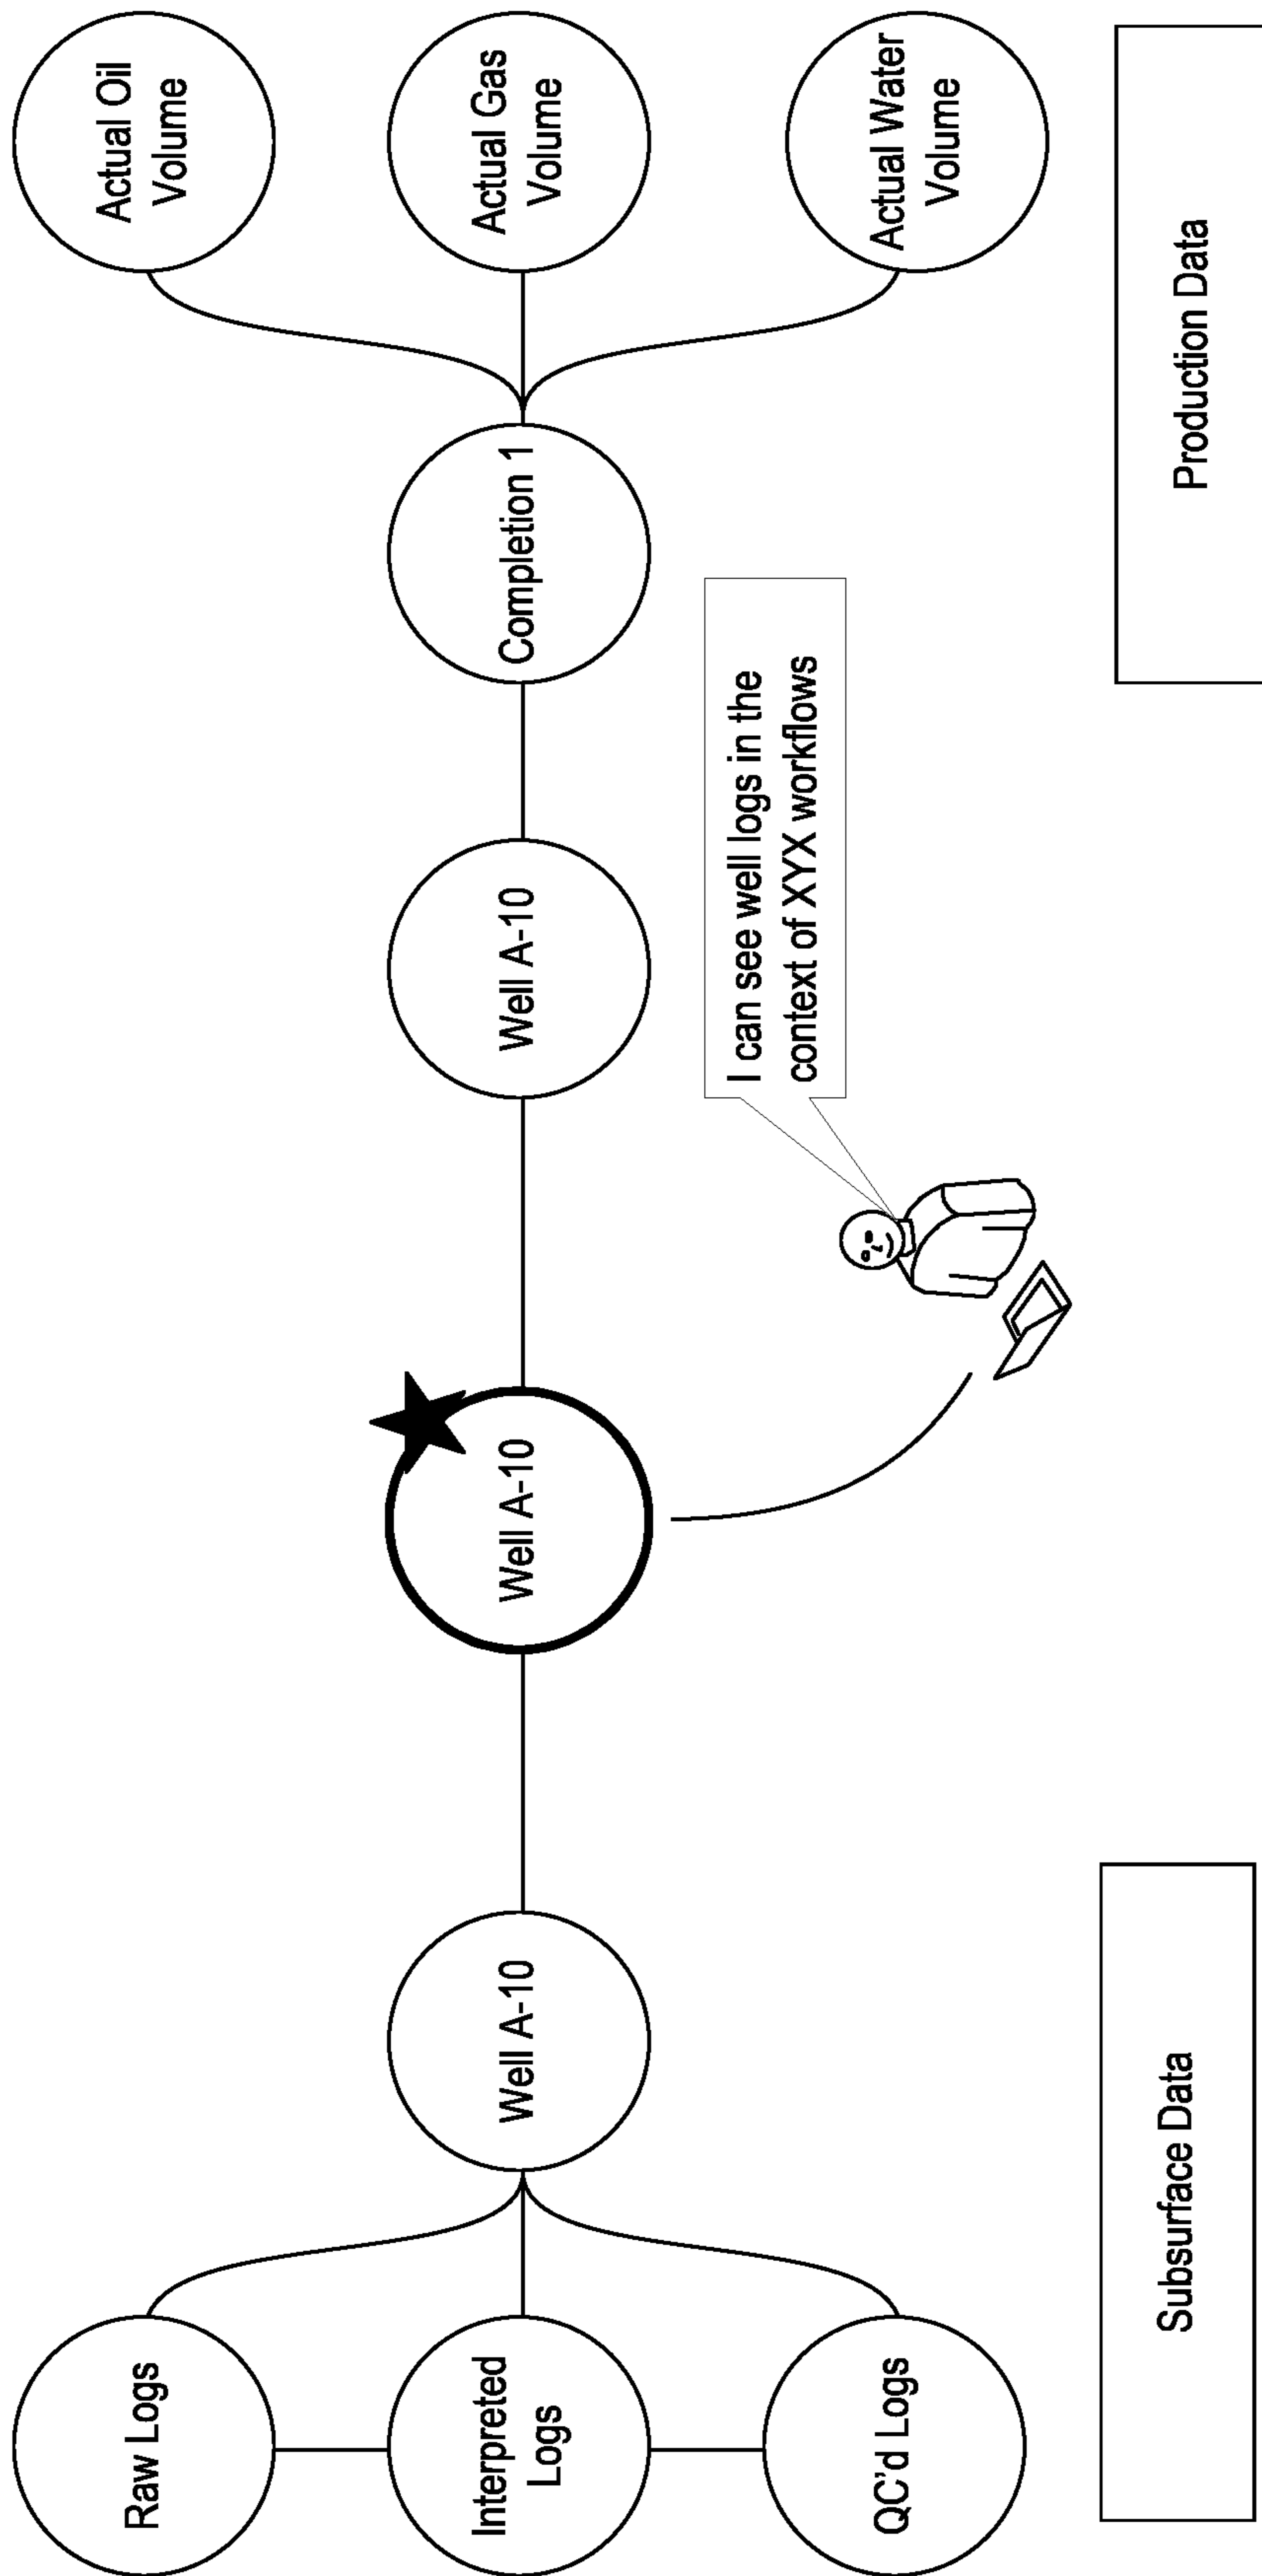 Raw Logs
Interpreted
Logs
QC'd Logs
Well A-10
Well A-10
Well A-10
Completion 1
Actual Oil
Volume
Actual Gas
Volume
Actual Water
Volume
I can see well logs in the
context of XYX workflows
Subsurface Data
Production Data